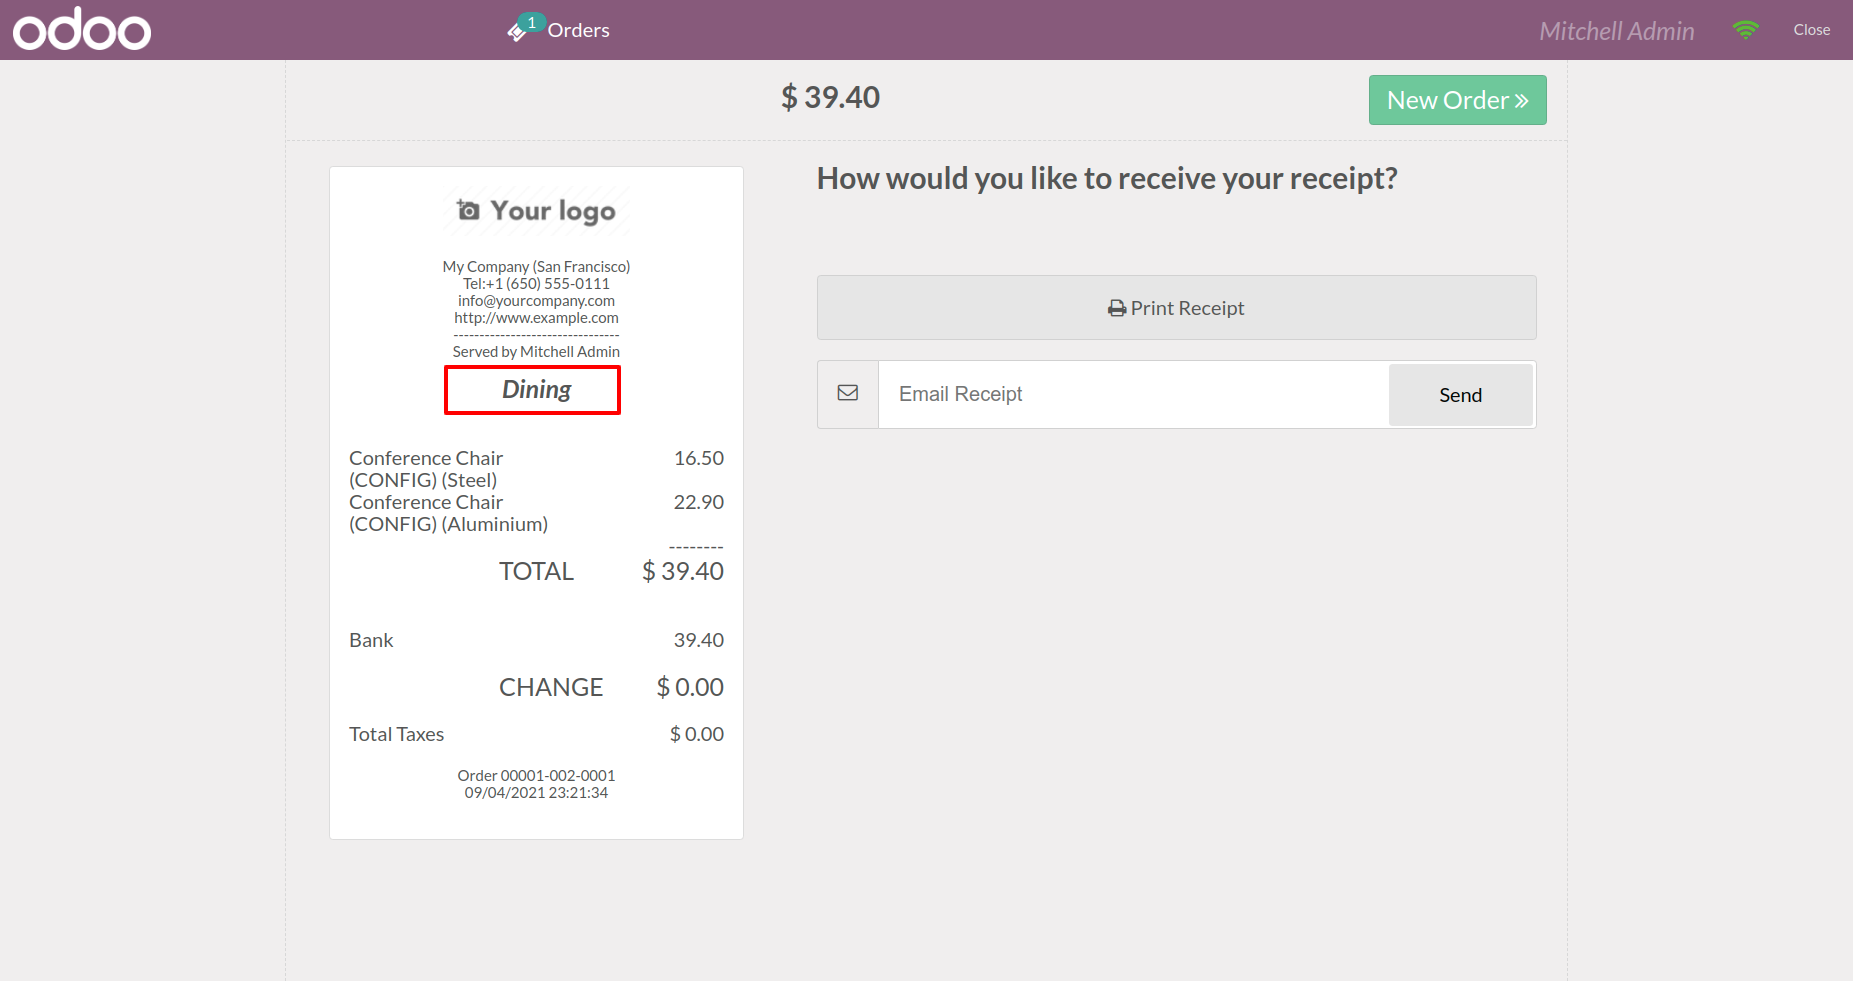 odoo
1 Orders
Mitchell Admin
Close
$ 39.40
New Order »
Your logo
My Company (San Francisco)
Tel:+1 (650) 555-0111
info@yourcompany.com
http://www.example.com
--------------------------------
Served by Mitchell Admin
Dining
Conference Chair 16.50
(CONFIG) (Steel)
Conference Chair 22.90
(CONFIG) (Aluminium)
--------
TOTAL $ 39.40
Bank 39.40
CHANGE $ 0.00
Total Taxes $ 0.00
Order 00001-002-0001
09/04/2021 23:21:34
How would you like to receive your receipt?
Print Receipt
Email Receipt
Send